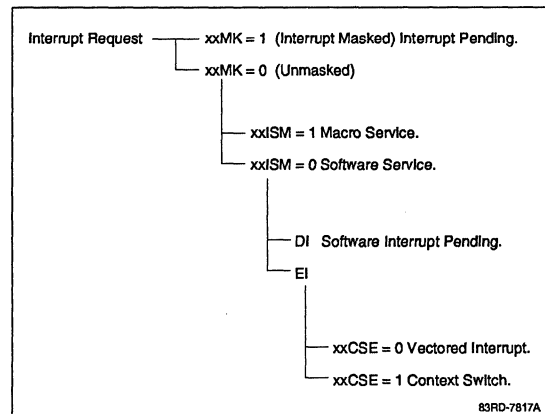 Interrupt Request xxMK = 1 (Interrupt Masked) Interrupt Pending.
xxMK = 0 (Unmasked)
xxISM = 1 Macro Service.
xxISM = 0 Software Service.
DI Software Interrupt Pending.
EI
xxCSE = 0 Vectored Interrupt.
xxCSE = 1 Context Switch.
83RD-7817A